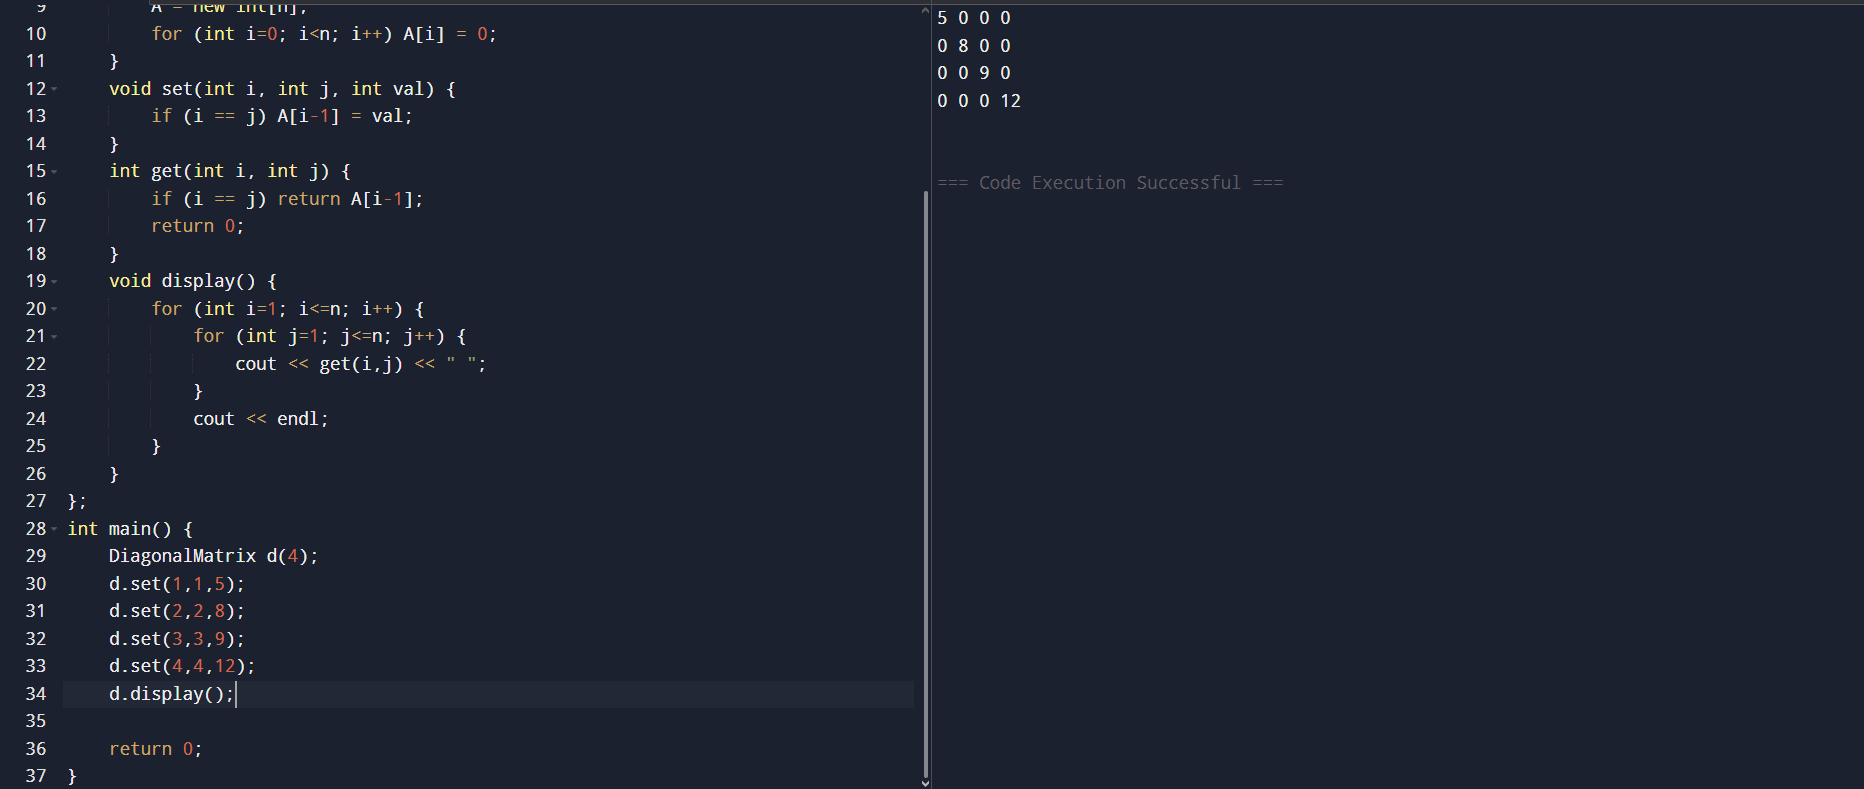 9 A = new int[n];
10 for (int i=0; i<n; i++) A[i] = 0;
11 }
12 void set(int i, int j, int val) {
13 if (i == j) A[i-1] = val;
14 }
15 int get(int i, int j) {
16 if (i == j) return A[i-1];
17 return 0;
18 }
19 void display() {
20 for (int i=1; i<=n; i++) {
21 for (int j=1; j<=n; j++) {
22 cout << get(i,j) << " ";
23 }
24 cout << endl;
25 }
26 }
27 };
28 int main() {
29 DiagonalMatrix d(4);
30 d.set(1,1,5);
31 d.set(2,2,8);
32 d.set(3,3,9);
33 d.set(4,4,12);
34 d.display();
35
36 return 0;
37 }
5 0 0 0
0 8 0 0
0 0 9 0
0 0 0 12
=== Code Execution Successful ===